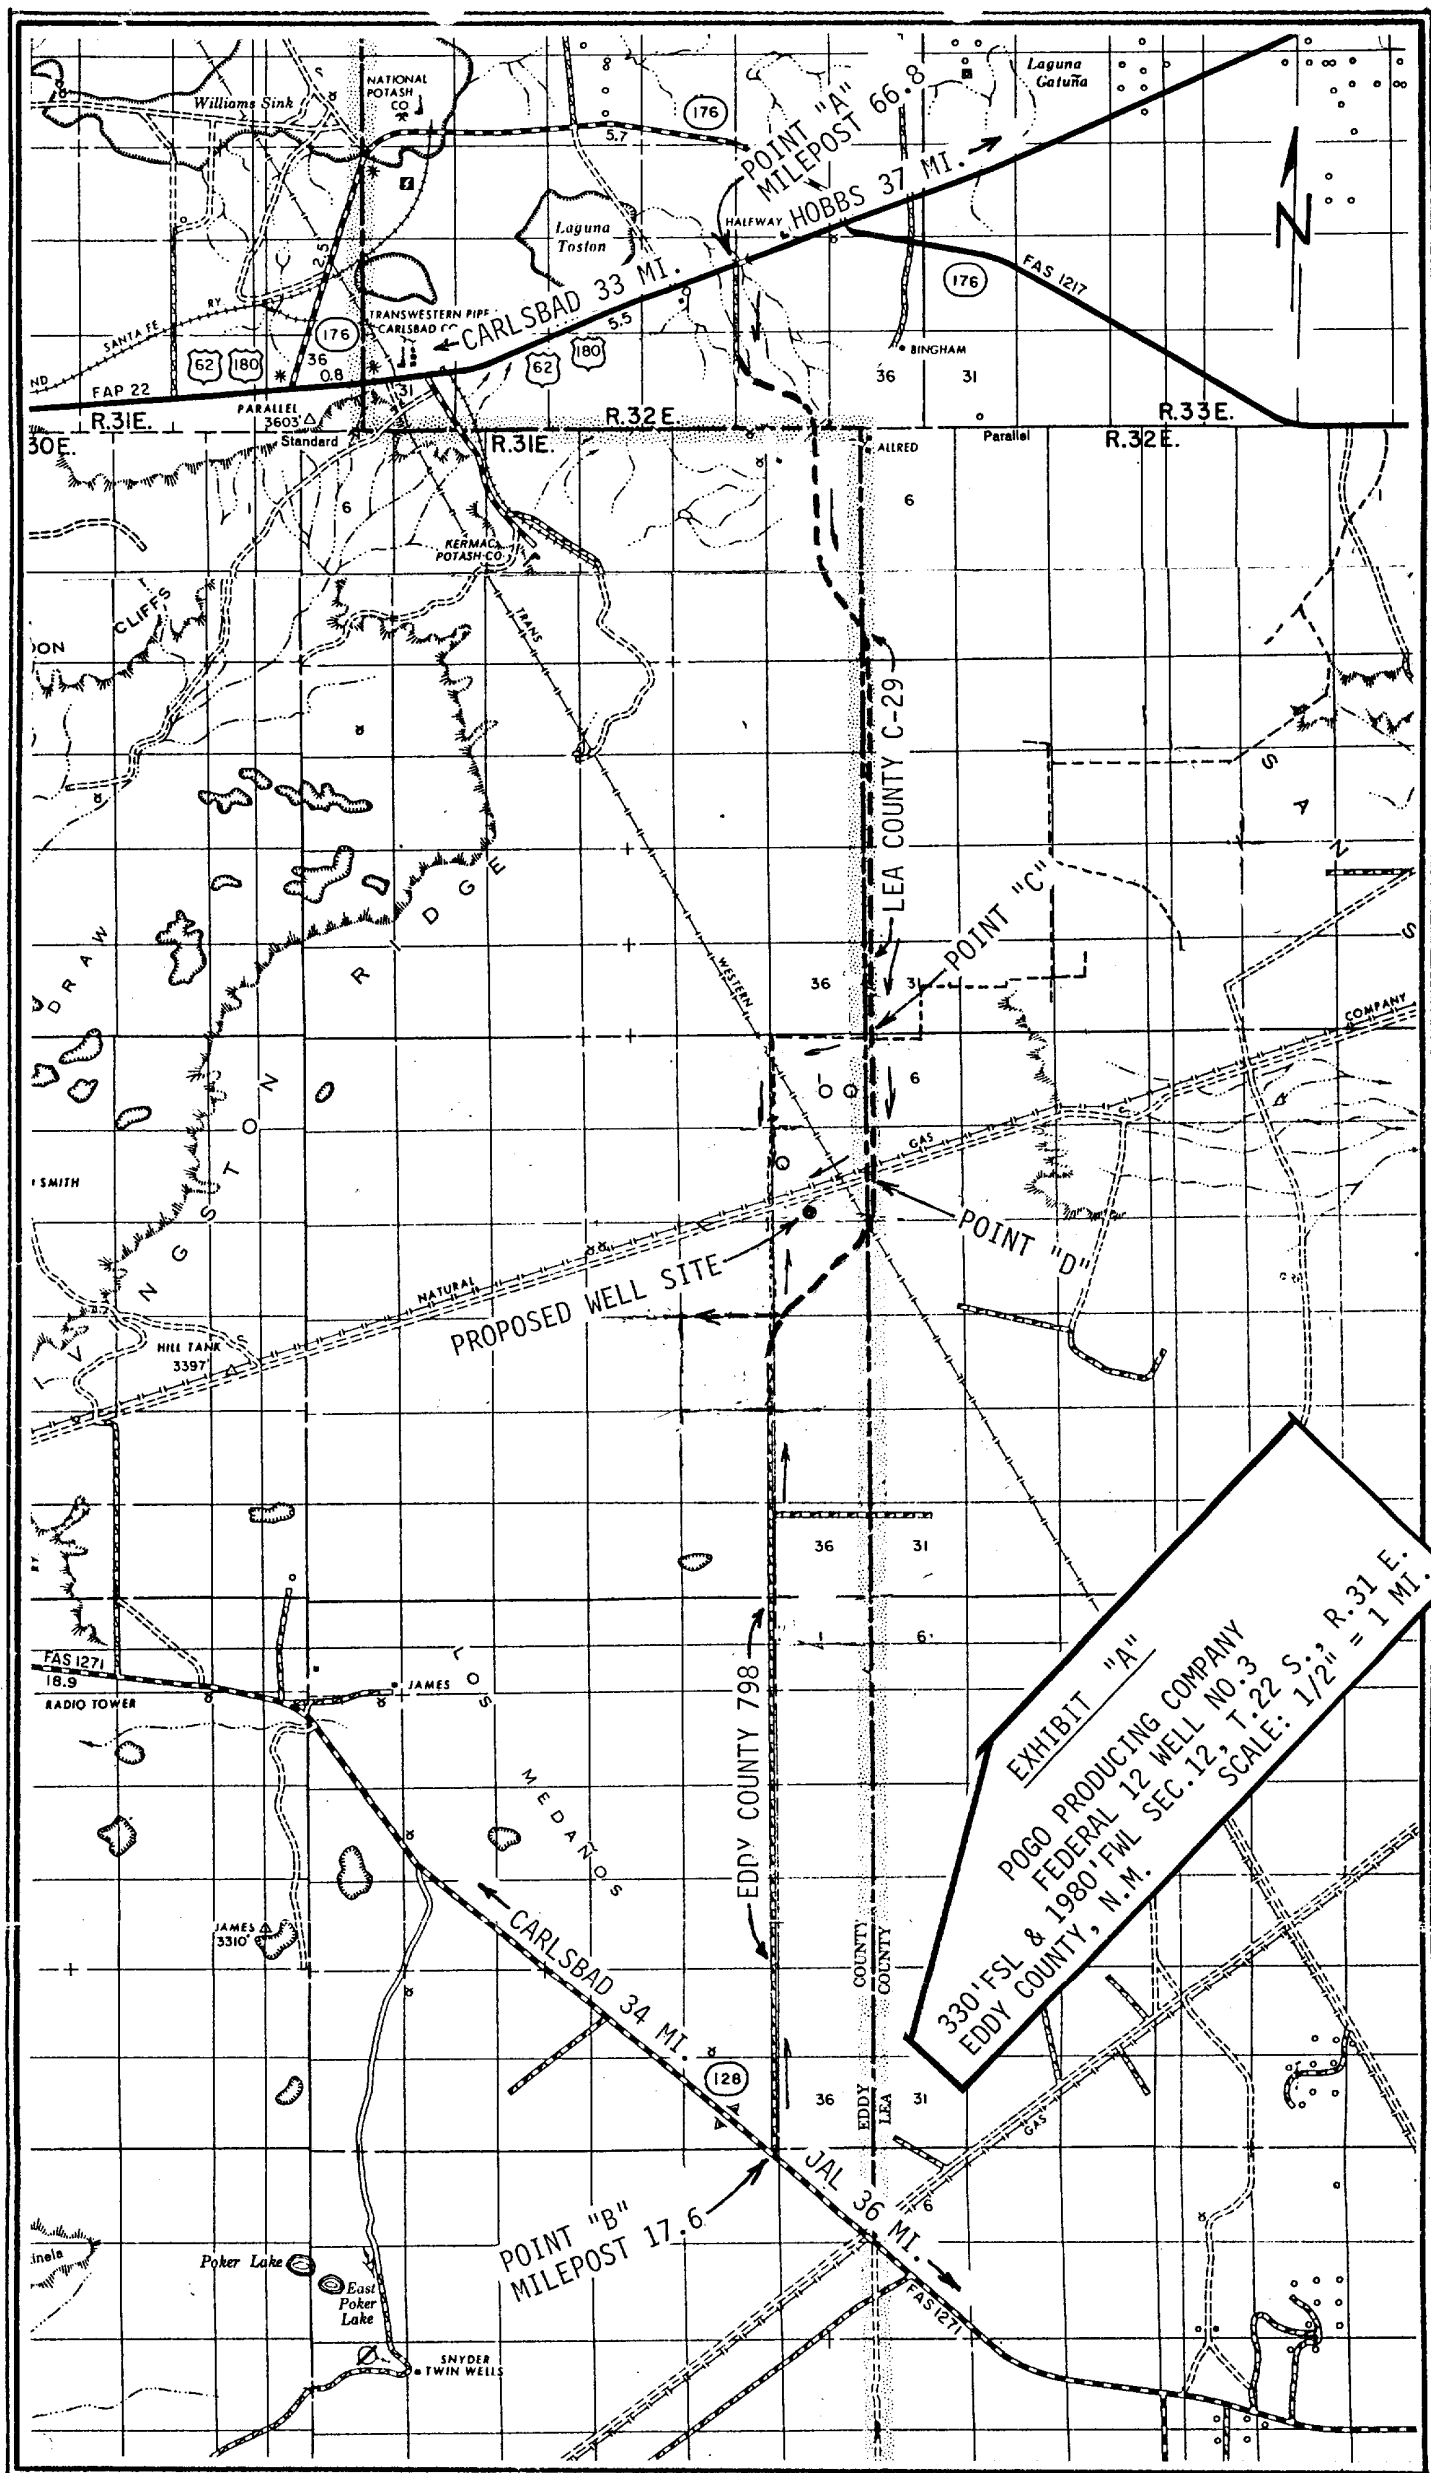 NATIONAL
POTASH
CO
Williams Sink
176
5.7
POINT "A"
MILEPOST 66.8
Laguna
Gatuña
Laguna
Toston
HALFWAY
HOBBS 37 MI.
N
2.5
176
FAS 1217
TRANSWESTERN PIPE
CARLSBAD
CARLSBAD 33 MI.
5.5
SANTA FE
RY
176
62
180
36
0.8
31
62
180
BINGHAM
36
31
ND
FAP 22
R.31E.
PARALLEL
3603'
R.32E.
R.33E.
30E.
Standard
R.31E.
ALLRED
Parallel
R.32E.
6
6
KERMAC
POTASH CO
CLIFFS
TRANS
LEA COUNTY C-29
SAND
RIDGE
DRAW
LIVINGSTON
POINT "C"
WESTERN
36
31
COMPANY
6
GAS
SMITH
POINT "D"
PROPOSED WELL SITE
NATURAL
HILL TANK
3397'
36
31
6
EXHIBIT "A"
POGO PRODUCING COMPANY
FEDERAL 12 WELL NO.3
330'FSL & 1980'FWL SEC.12, T.22 S., R.31 E.
EDDY COUNTY, N.M.
SCALE: 1/2" = 1 MI.
FAS 1271
18.9
RADIO TOWER
JAMES
LOS
MEDAÑOS
EDDY COUNTY 798
JAMES
3310'
CARLSBAD 34 MI.
COUNTY
COUNTY
128
36
EDDY
LEA
31
GAS
JAL 36 MI.
6
POINT "B"
MILEPOST 17.6
FAS 1271
Poker Lake
East
Poker
Lake
SNYDER
TWIN WELLS